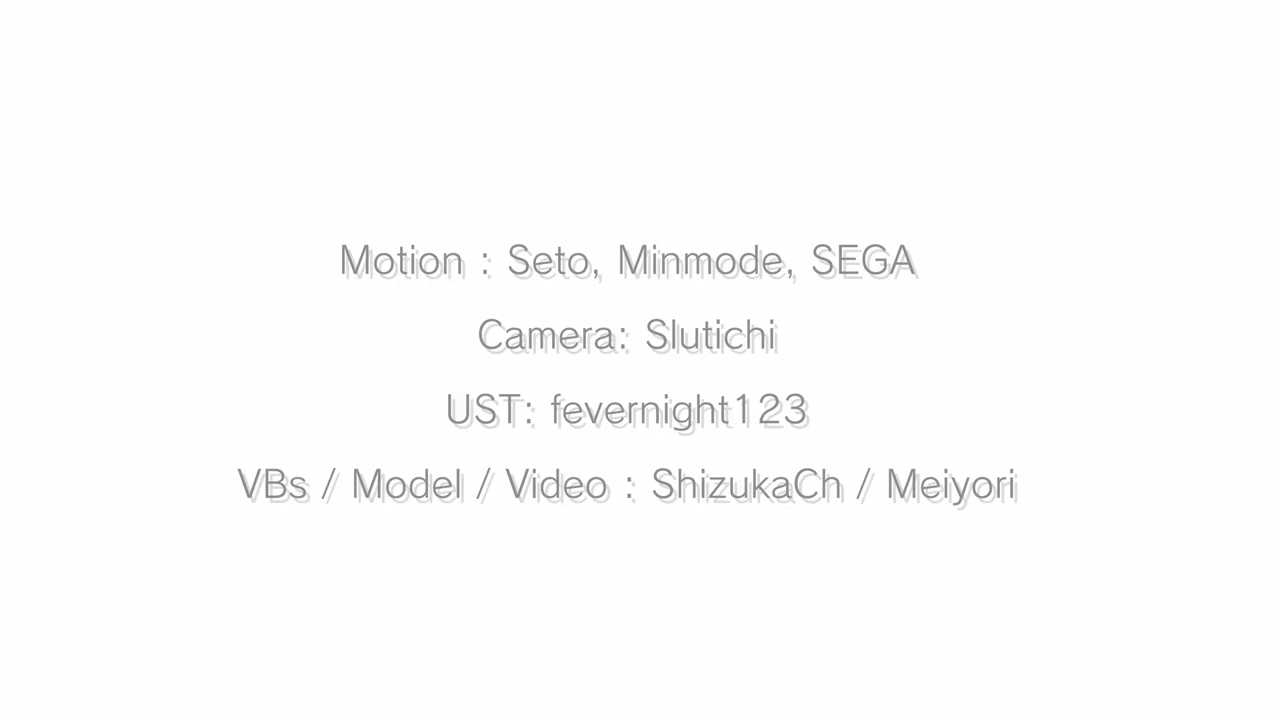 Motion : Seto, Minmode, SEGA
Camera: Slutichi
UST: fevernight123
VBs / Model / Video : ShizukaCh / Meiyori